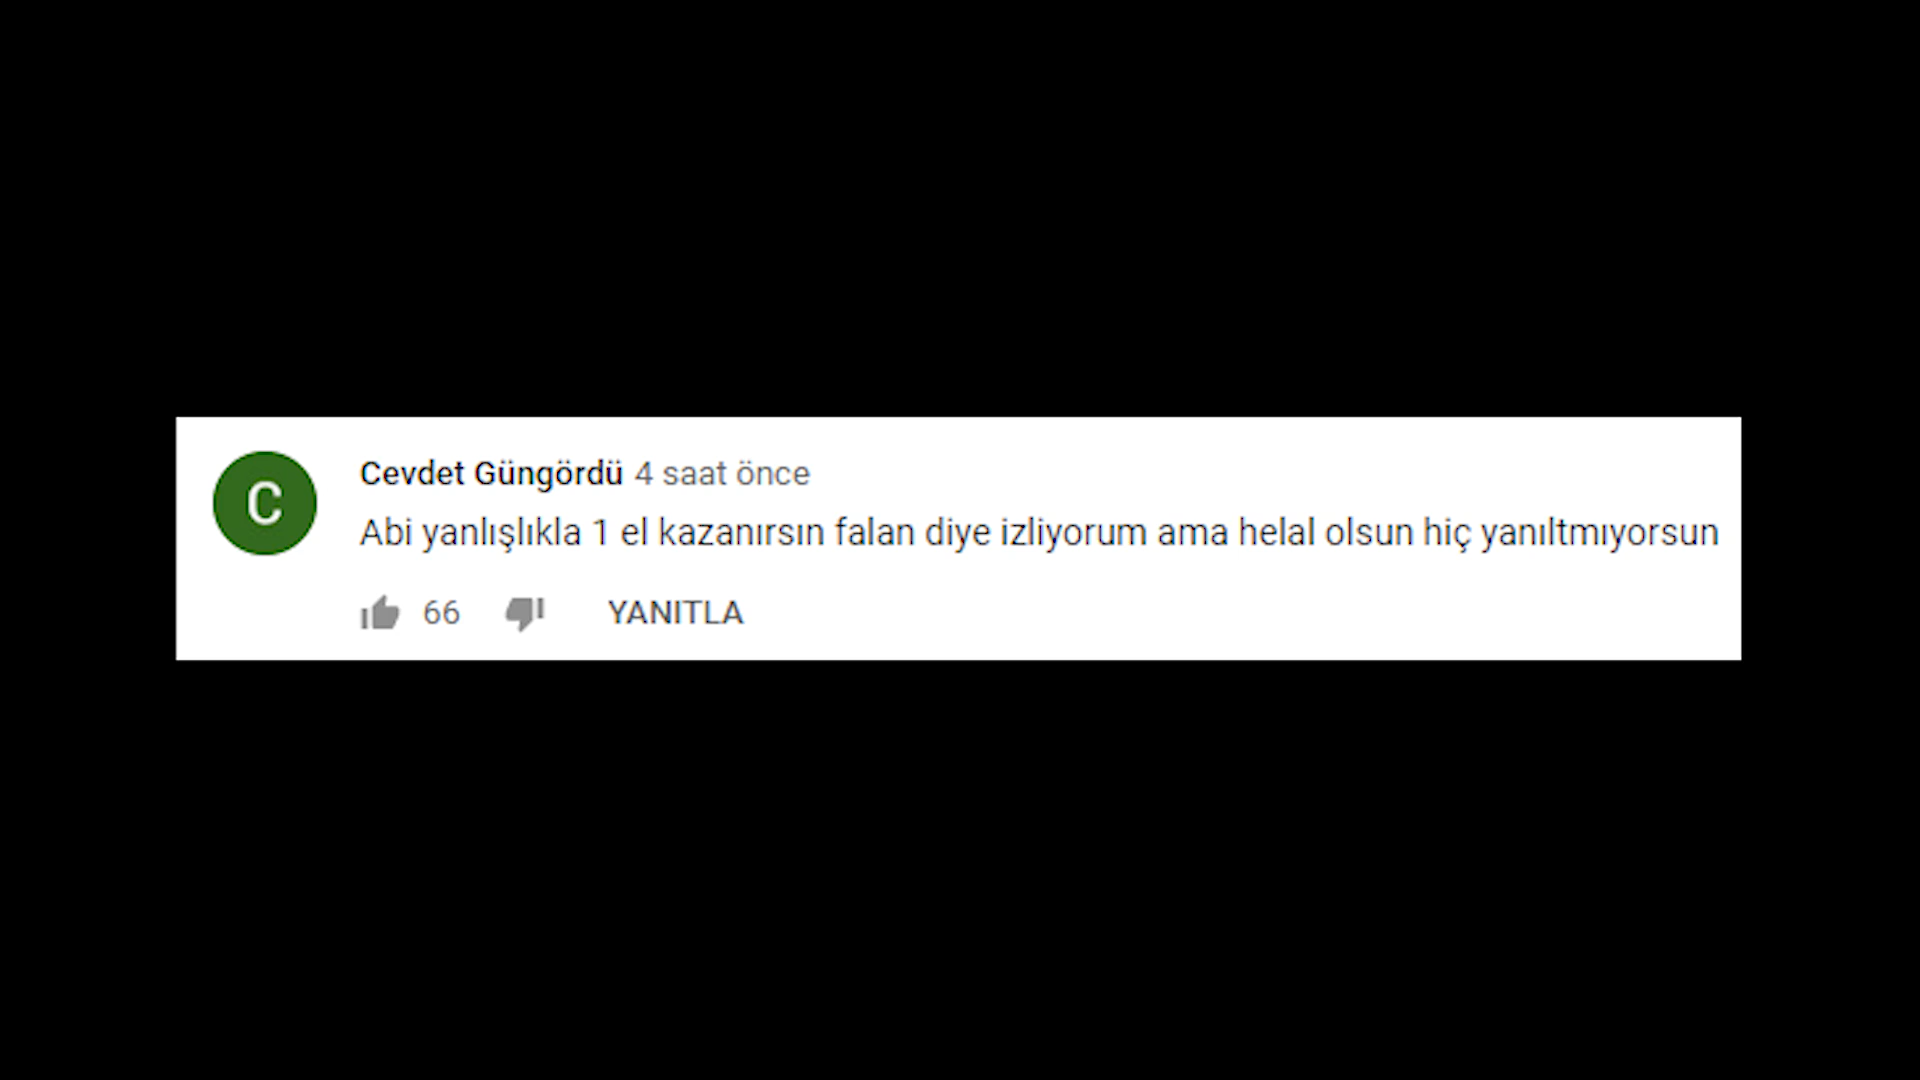 C
Cevdet Güngördü 4 saat önce
Abi yanlışlıkla 1 el kazanırsın falan diye izliyorum ama helal olsun hiç yanıltmıyorsun
66 YANITLA